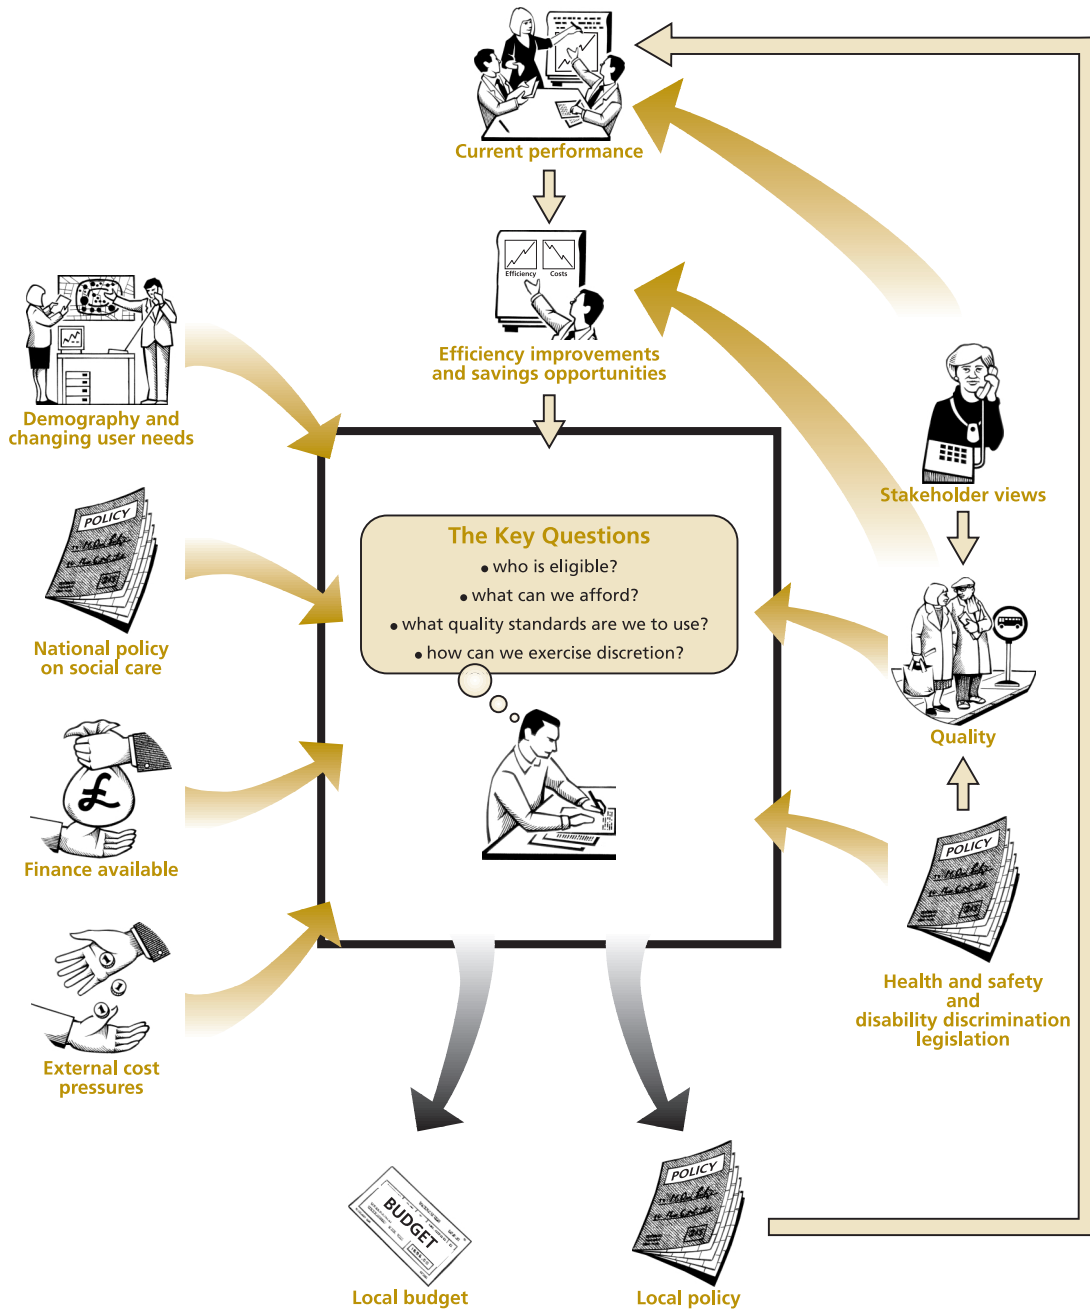 Current performance
Efficiency
Costs
Efficiency improvements
and savings opportunities
Demography and
changing user needs
POLICY
National policy
on social care
£
Finance available
1
1
1
External cost
pressures
The Key Questions
• who is eligible?
• what can we afford?
• what quality standards are we to use?
• how can we exercise discretion?
Stakeholder views
Quality
POLICY
Health and safety
and
disability discrimination
legislation
BUDGET
Local budget
POLICY
Local policy